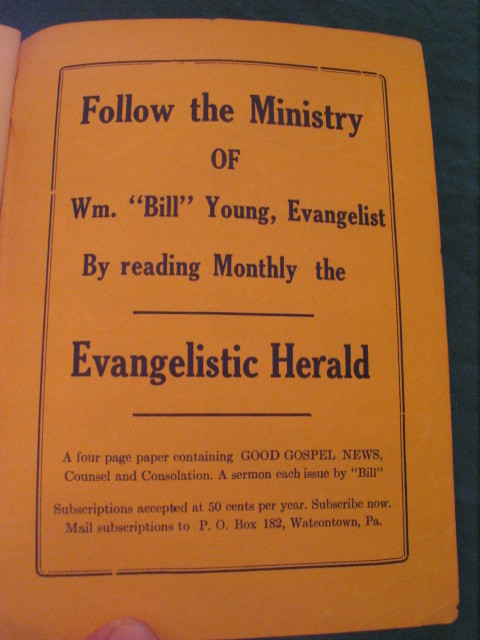 Follow the Ministry
OF
Wm. "Bill" Young, Evangelist
By reading Monthly the
Evangelistic Herald
A four page paper containing GOOD GOSPEL NEWS,
Counsel and Consolation. A sermon each issue by "Bill"
Subscriptions accepted at 50 cents per year. Subscribe now.
Mail subscriptions to P. O. Box 182, Watsontown, Pa.